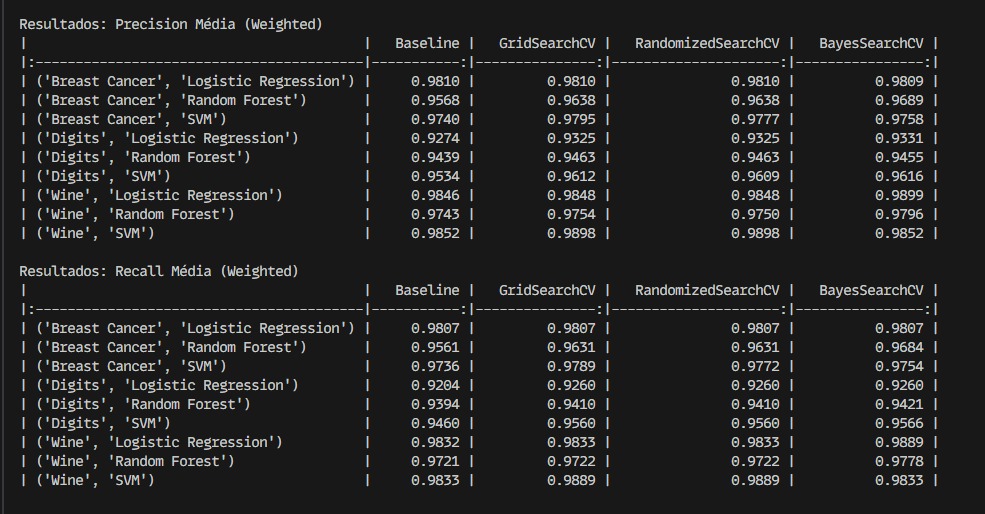 Resultados: Precision Média (Weighted)
|                                          |   Baseline |   GridSearchCV |   RandomizedSearchCV |   BayesSearchCV |
|:-----------------------------------------|-----------:|---------------:|---------------------:|----------------:|
| ('Breast Cancer', 'Logistic Regression') |     0.9810 |         0.9810 |               0.9810 |          0.9809 |
| ('Breast Cancer', 'Random Forest')       |     0.9568 |         0.9638 |               0.9638 |          0.9689 |
| ('Breast Cancer', 'SVM')                 |     0.9740 |         0.9795 |               0.9777 |          0.9758 |
| ('Digits', 'Logistic Regression')        |     0.9274 |         0.9325 |               0.9325 |          0.9331 |
| ('Digits', 'Random Forest')              |     0.9439 |         0.9463 |               0.9463 |          0.9455 |
| ('Digits', 'SVM')                        |     0.9534 |         0.9612 |               0.9609 |          0.9616 |
| ('Wine', 'Logistic Regression')          |     0.9846 |         0.9848 |               0.9848 |          0.9899 |
| ('Wine', 'Random Forest')                |     0.9743 |         0.9754 |               0.9750 |          0.9796 |
| ('Wine', 'SVM')                          |     0.9852 |         0.9898 |               0.9898 |          0.9852 |
Resultados: Recall Média (Weighted)
|                                          |   Baseline |   GridSearchCV |   RandomizedSearchCV |   BayesSearchCV |
|:-----------------------------------------|-----------:|---------------:|---------------------:|----------------:|
| ('Breast Cancer', 'Logistic Regression') |     0.9807 |         0.9807 |               0.9807 |          0.9807 |
| ('Breast Cancer', 'Random Forest')       |     0.9561 |         0.9631 |               0.9631 |          0.9684 |
| ('Breast Cancer', 'SVM')                 |     0.9736 |         0.9789 |               0.9772 |          0.9754 |
| ('Digits', 'Logistic Regression')        |     0.9204 |         0.9260 |               0.9260 |          0.9260 |
| ('Digits', 'Random Forest')              |     0.9394 |         0.9410 |               0.9410 |          0.9421 |
| ('Digits', 'SVM')                        |     0.9460 |         0.9560 |               0.9560 |          0.9566 |
| ('Wine', 'Logistic Regression')          |     0.9832 |         0.9833 |               0.9833 |          0.9889 |
| ('Wine', 'Random Forest')                |     0.9721 |         0.9722 |               0.9722 |          0.9778 |
| ('Wine', 'SVM')                          |     0.9833 |         0.9889 |               0.9889 |          0.9833 |